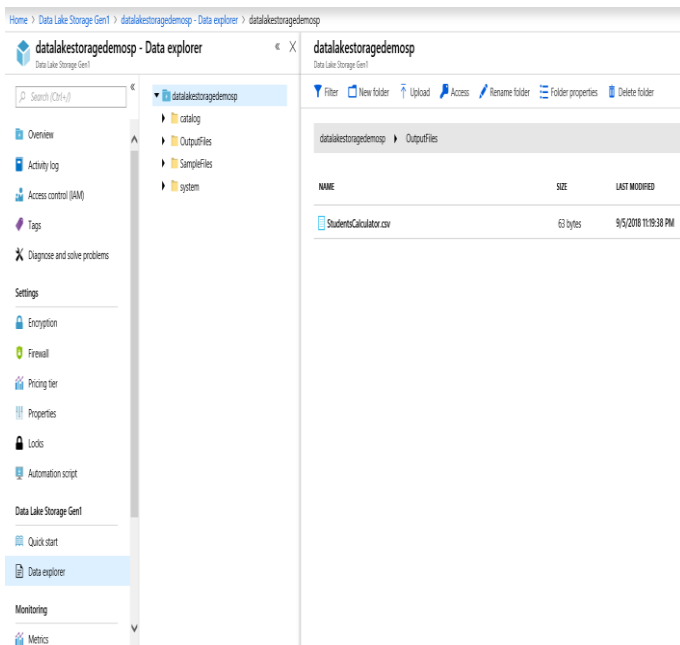 Home > Data Lake Storage Gen1 > datalakestoragedemosp - Data explorer > datalakestoragedemosp
datalakestoragedemosp - Data explorer
Data Lake Storage Gen1
Search (Ctrl+/)
Overview
Activity log
Access control (IAM)
Tags
Diagnose and solve problems
Settings
Encryption
Firewall
Pricing tier
Properties
Locks
Automation script
Data Lake Storage Gen1
Quick start
Data explorer
Monitoring
Metrics
datalakestoragedemosp
catalog
OutputFiles
SampleFiles
system
datalakestoragedemosp
Data Lake Storage Gen1
Filter New folder Upload Access Rename folder Folder properties Delete folder
datalakestoragedemosp OutputFiles
NAME SIZE LAST MODIFIED
StudentsCalculator.csv 63 bytes 9/5/2018 11:19:38 PM